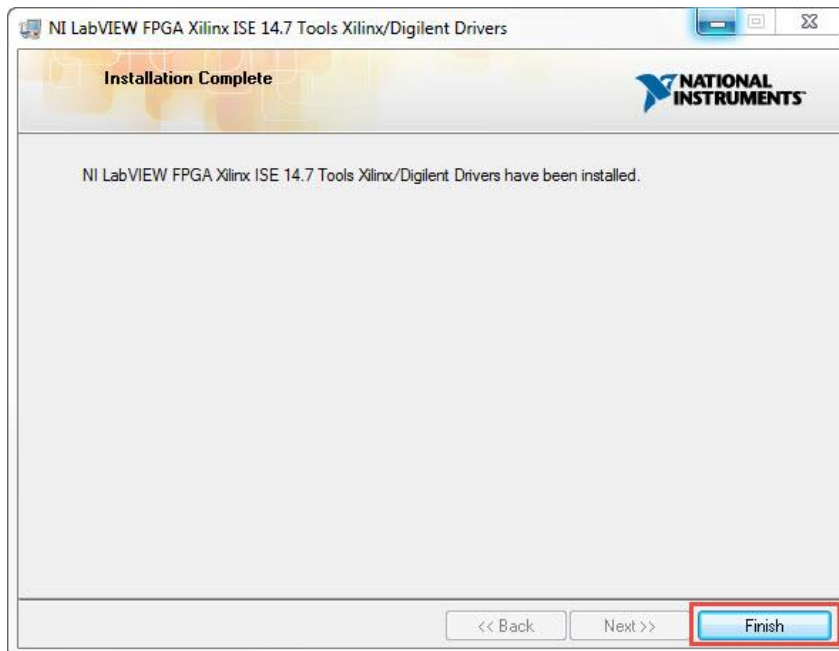 NI LabVIEW FPGA Xilinx ISE 14.7 Tools Xilinx/Digilent Drivers
Installation Complete
NATIONAL
INSTRUMENTS
NI LabVIEW FPGA Xilinx ISE 14.7 Tools Xilinx/Digilent Drivers have been installed.
<< Back Next >> Finish